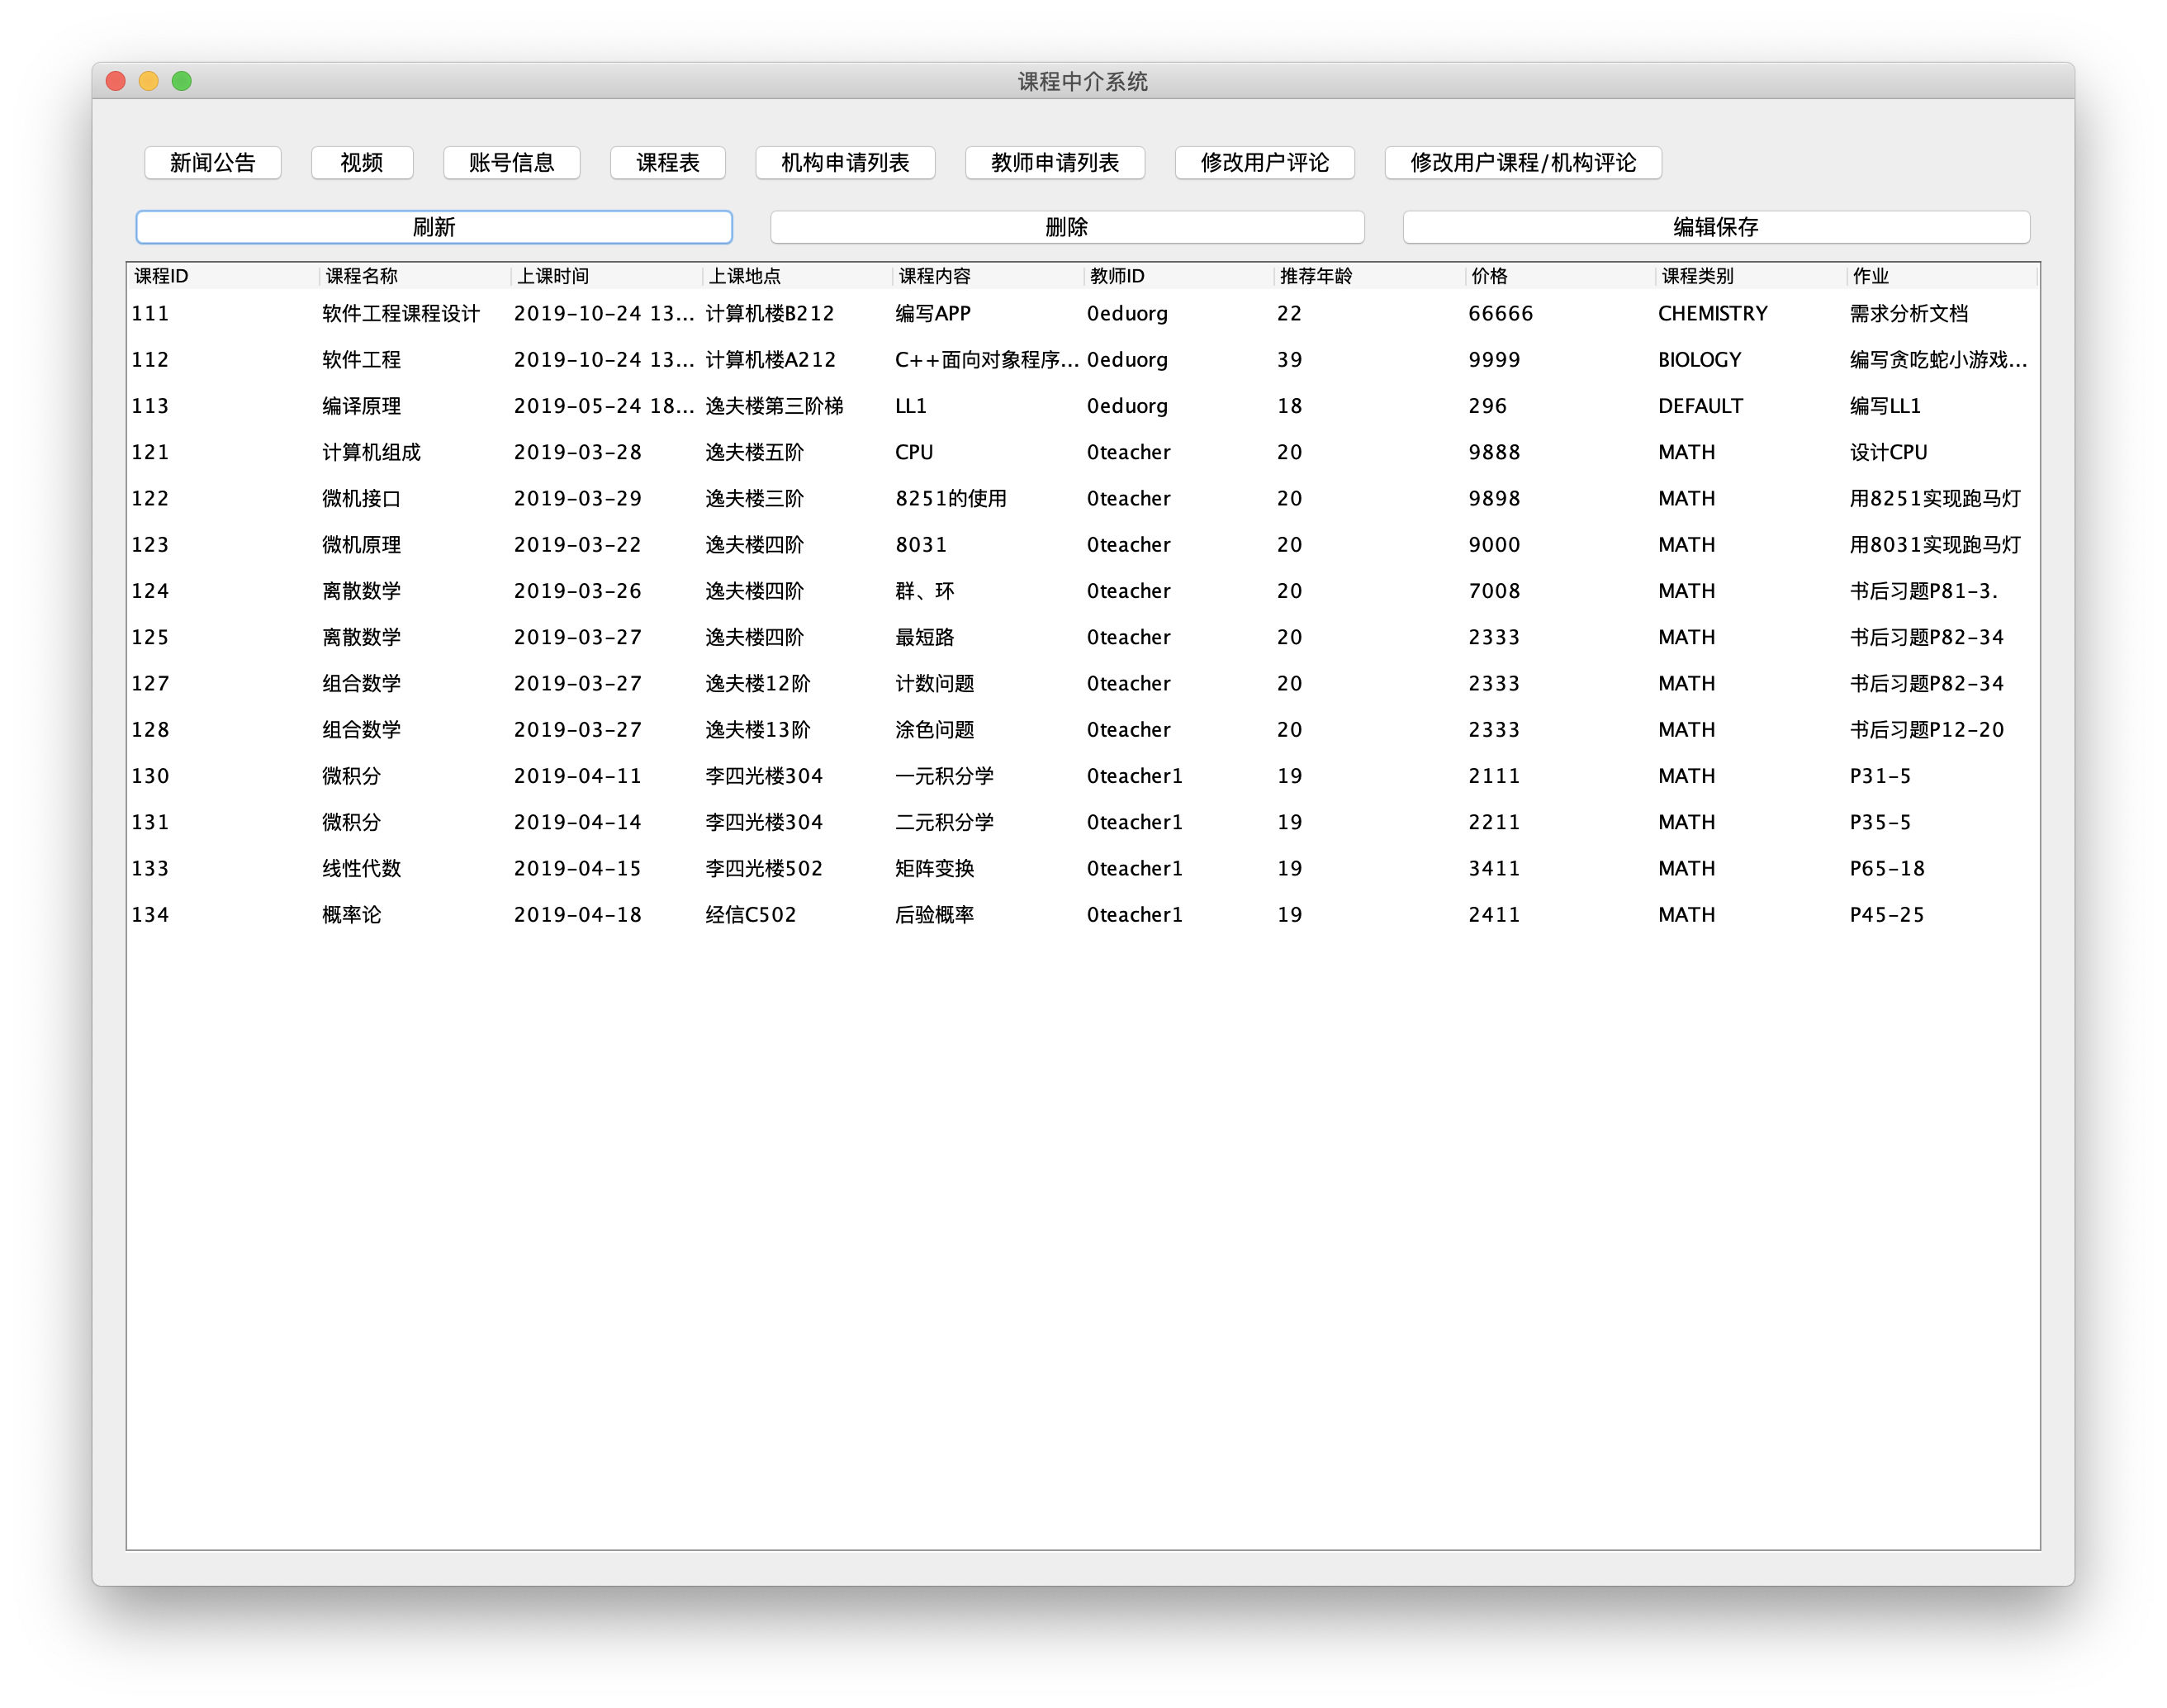 课程中介系统
新闻公告 视频 账号信息 课程表 机构申请列表 教师申请列表 修改用户评论 修改用户课程/机构评论
刷新 删除 编辑保存
课程ID 课程名称 上课时间 上课地点 课程内容 教师ID 推荐年龄 价格 课程类别 作业
111 软件工程课程设计 2019-10-24 13... 计算机楼B212 编写APP 0eduorg 22 66666 CHEMISTRY 需求分析文档
112 软件工程 2019-10-24 13... 计算机楼A212 C++面向对象程序... 0eduorg 39 9999 BIOLOGY 编写贪吃蛇小游戏...
113 编译原理 2019-05-24 18... 逸夫楼第三阶梯 LL1 0eduorg 18 296 DEFAULT 编写LL1
121 计算机组成 2019-03-28 逸夫楼五阶 CPU 0teacher 20 9888 MATH 设计CPU
122 微机接口 2019-03-29 逸夫楼三阶 8251的使用 0teacher 20 9898 MATH 用8251实现跑马灯
123 微机原理 2019-03-22 逸夫楼四阶 8031 0teacher 20 9000 MATH 用8031实现跑马灯
124 离散数学 2019-03-26 逸夫楼四阶 群、环 0teacher 20 7008 MATH 书后习题P81-3.
125 离散数学 2019-03-27 逸夫楼四阶 最短路 0teacher 20 2333 MATH 书后习题P82-34
127 组合数学 2019-03-27 逸夫楼12阶 计数问题 0teacher 20 2333 MATH 书后习题P82-34
128 组合数学 2019-03-27 逸夫楼13阶 涂色问题 0teacher 20 2333 MATH 书后习题P12-20
130 微积分 2019-04-11 李四光楼304 一元积分学 0teacher1 19 2111 MATH P31-5
131 微积分 2019-04-14 李四光楼304 二元积分学 0teacher1 19 2211 MATH P35-5
133 线性代数 2019-04-15 李四光楼502 矩阵变换 0teacher1 19 3411 MATH P65-18
134 概率论 2019-04-18 经信C502 后验概率 0teacher1 19 2411 MATH P45-25